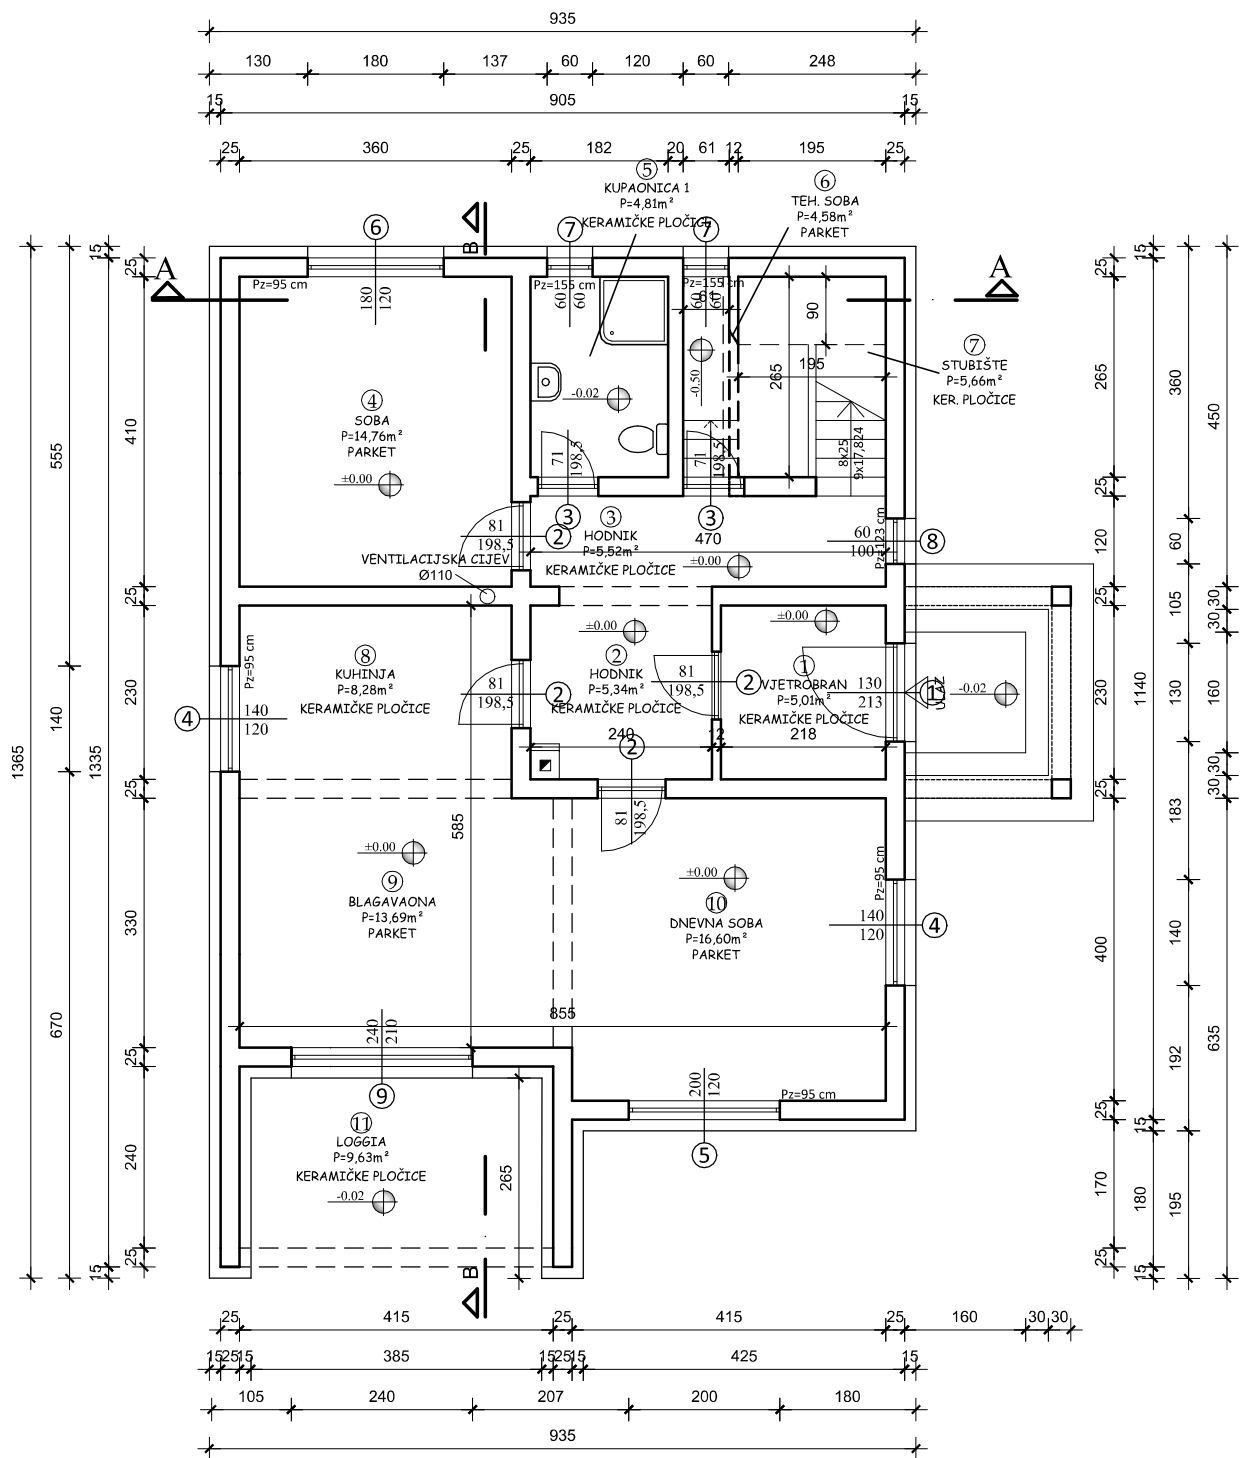 935
130 180 137 60 120 60 248
15 905 15
25 360 25 182 20 61 12 195 25
5
KUPAONICA 1
P=4,81m²
KERAMIČKE PLOČICE
6
TEH. SOBA
P=4,58m²
PARKET
6 7 7
B
A A
Pz=95 cm
180
120
Pz=155 cm
60
60
Pz=155 cm
60
60
61
90
7
STUBIŠTE
P=5,66m²
KER. PLOČICE
265
195
-0.50
-0.02
4
SOBA
P=14,76m²
PARKET
±0.00
71
198,5
71
198,5
8x25
9x17,824
3 3
81
198,5
2
3
HODNIK
P=5,52m²
KERAMIČKE PLOČICE
470
±0.00
60
100
Pz=123 cm
8
VENTILACIJSKA CIJEV
Ø110
8
KUHINJA
P=8,28m²
KERAMIČKE PLOČICE
Pz=95 cm
140
120
4
81
198,5
2
±0.00
2
HODNIK
P=5,34m²
KERAMIČKE PLOČICE
81
198,5
2
±0.00
1
VJETROBRAN
P=5,01m²
KERAMIČKE PLOČICE
130
213
1
ULAZ
-0.02
240 12 218
2
81
198,5
585
±0.00
9
BLAGAVAONA
P=13,69m²
PARKET
±0.00
10
DNEVNA SOBA
P=16,60m²
PARKET
Pz=95 cm
140
120
4
855
240
210
9
200
120
Pz=95 cm
5
11
LOGGIA
P=9,63m²
KERAMIČKE PLOČICE
-0.02
265
B
1365
555 140 670
15 1335 15
25 410 25 230 25 330 25 240 25
25 265 25 120 25 230 25 400 25 170 25
15 1140 15 180 15
360 60 105 130 183 140 192 195
450 30 30 160 30 30 635
25 415 25 415 25 160 30 30
15 25 15 385 15 25 15 425 15
105 240 207 200 180
935